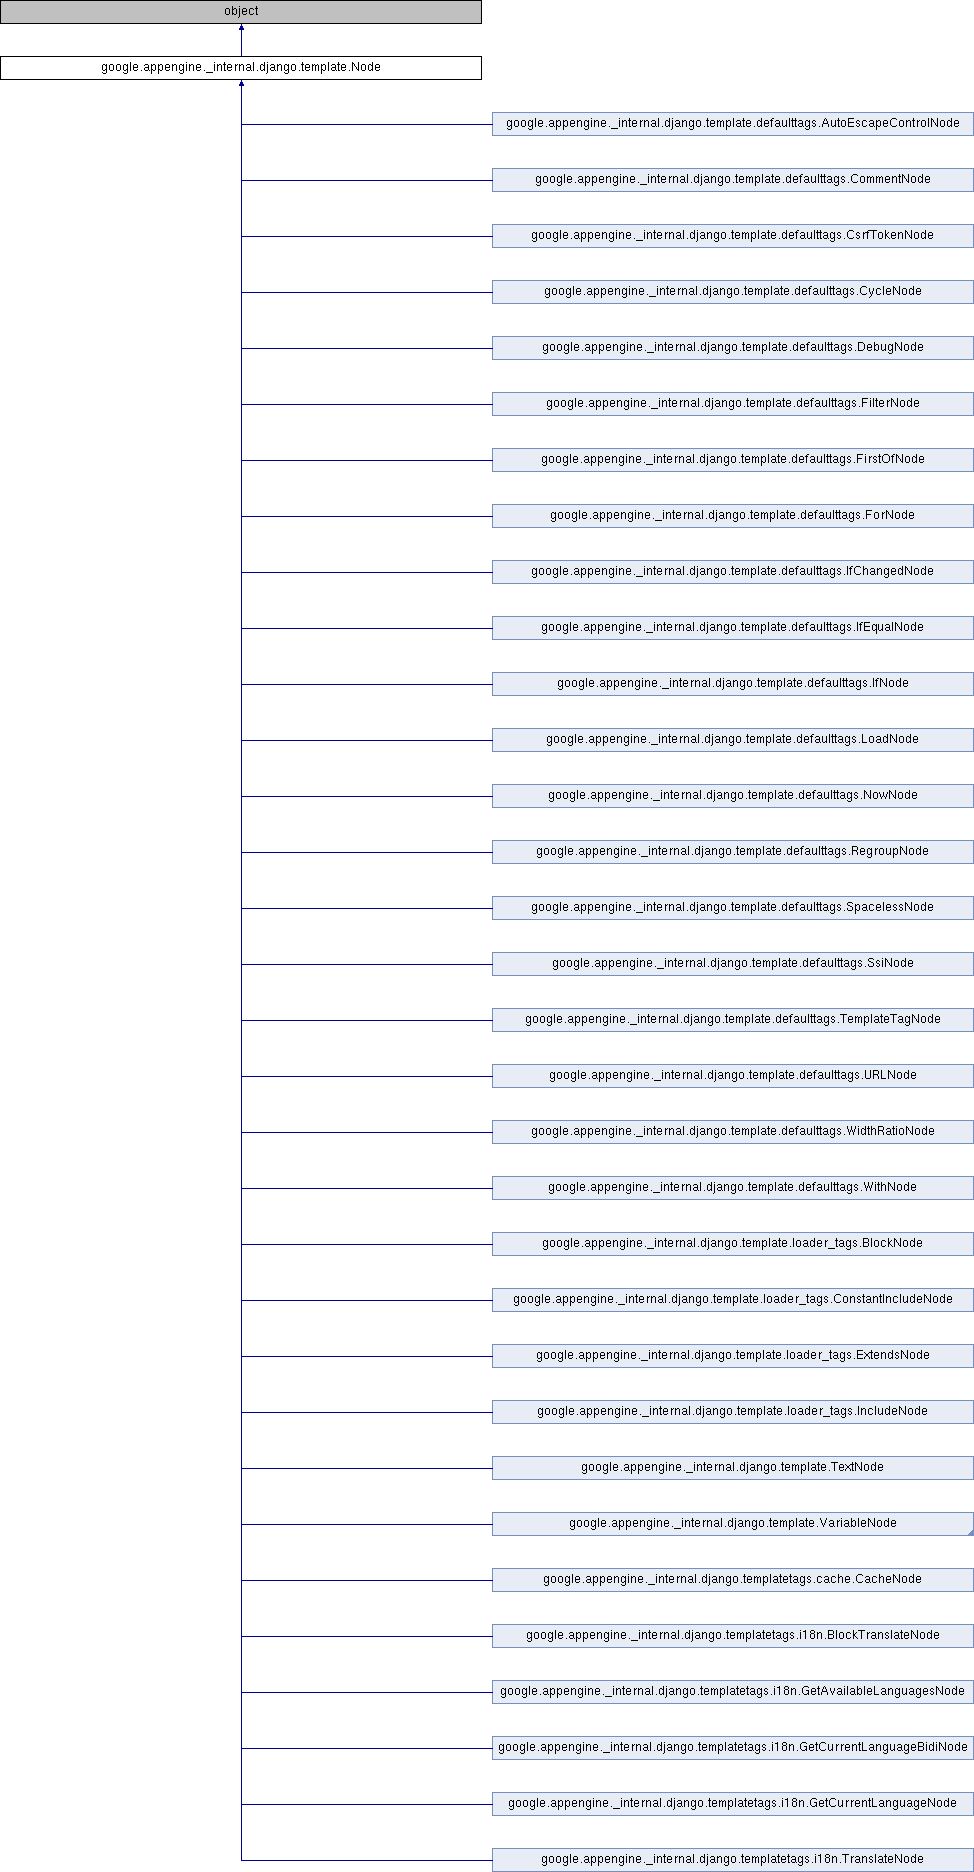 object
google.appengine._internal.django.template.Node
google.appengine._internal.django.template.defaulttags.AutoEscapeControlNode
google.appengine._internal.django.template.defaulttags.CommentNode
google.appengine._internal.django.template.defaulttags.CsrfTokenNode
google.appengine._internal.django.template.defaulttags.CycleNode
google.appengine._internal.django.template.defaulttags.DebugNode
google.appengine._internal.django.template.defaulttags.FilterNode
google.appengine._internal.django.template.defaulttags.FirstOfNode
google.appengine._internal.django.template.defaulttags.ForNode
google.appengine._internal.django.template.defaulttags.IfChangedNode
google.appengine._internal.django.template.defaulttags.IfEqualNode
google.appengine._internal.django.template.defaulttags.IfNode
google.appengine._internal.django.template.defaulttags.LoadNode
google.appengine._internal.django.template.defaulttags.NowNode
google.appengine._internal.django.template.defaulttags.RegroupNode
google.appengine._internal.django.template.defaulttags.SpacelessNode
google.appengine._internal.django.template.defaulttags.SsiNode
google.appengine._internal.django.template.defaulttags.TemplateTagNode
google.appengine._internal.django.template.defaulttags.URLNode
google.appengine._internal.django.template.defaulttags.WidthRatioNode
google.appengine._internal.django.template.defaulttags.WithNode
google.appengine._internal.django.template.loader_tags.BlockNode
google.appengine._internal.django.template.loader_tags.ConstantIncludeNode
google.appengine._internal.django.template.loader_tags.ExtendsNode
google.appengine._internal.django.template.loader_tags.IncludeNode
google.appengine._internal.django.template.TextNode
google.appengine._internal.django.template.VariableNode
google.appengine._internal.django.templatetags.cache.CacheNode
google.appengine._internal.django.templatetags.i18n.BlockTranslateNode
google.appengine._internal.django.templatetags.i18n.GetAvailableLanguagesNode
google.appengine._internal.django.templatetags.i18n.GetCurrentLanguageBidiNode
google.appengine._internal.django.templatetags.i18n.GetCurrentLanguageNode
google.appengine._internal.django.templatetags.i18n.TranslateNode